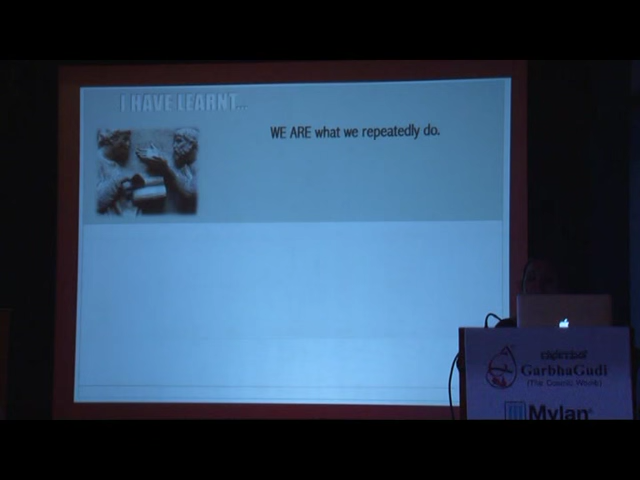 I HAVE LEARNT...
WE ARE what we repeatedly do.
GarbhaGudi
(The Cosmic Womb)
Mylan